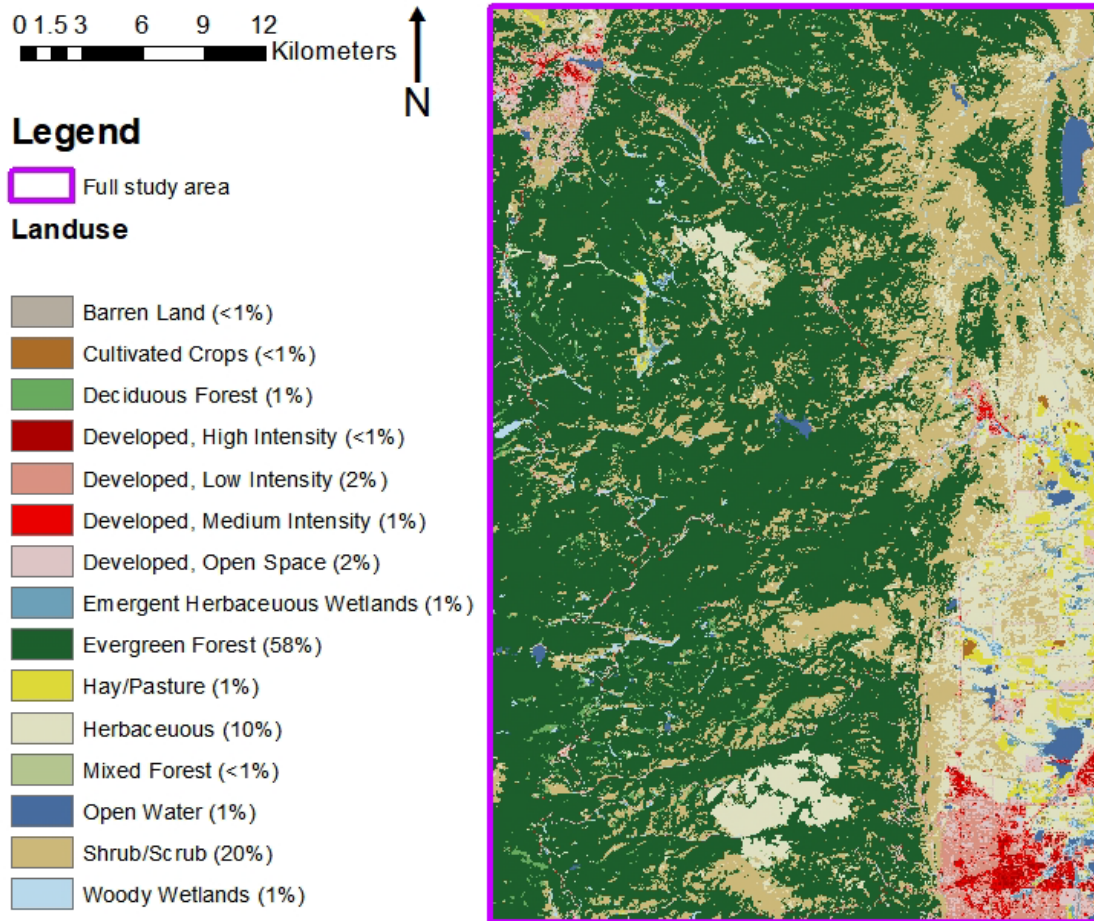 0 1.5 3 6 9 12
Kilometers
N
Legend
Full study area
Landuse
Barren Land (<1%)
Cultivated Crops (<1%)
Deciduous Forest (1%)
Developed, High Intensity (<1%)
Developed, Low Intensity (2%)
Developed, Medium Intensity (1%)
Developed, Open Space (2%)
Emergent Herbaceuous Wetlands (1%)
Evergreen Forest (58%)
Hay/Pasture (1%)
Herbaceuous (10%)
Mixed Forest (<1%)
Open Water (1%)
Shrub/Scrub (20%)
Woody Wetlands (1%)